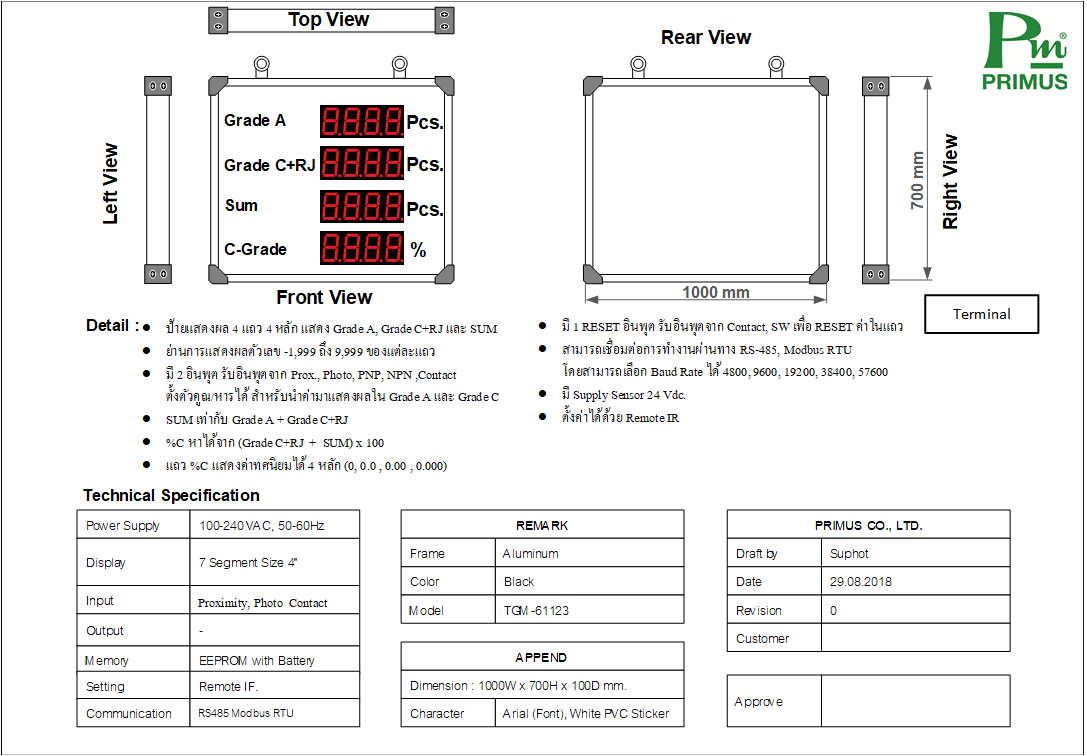 Top View
Rear View
Pm®
PRIMUS
Left View
Grade A 8.8.8.8 Pcs.
Grade C+RJ 8.8.8.8 Pcs.
Sum 8.8.8.8 Pcs.
C-Grade 8.8.8.8 %
Front View
1000 mm
700 mm
Right View
Terminal
Detail :
● ป้ายแสดงผล 4 แถว 4 หลัก แสดง Grade A, Grade C+RJ และ SUM
● ย่านการแสดงผลตัวเลข -1,999 ถึง 9,999 ของแต่ละแถว
● มี 2 อินพุต รับอินพุตจาก Prox., Photo, PNP, NPN ,Contact
ตั้งตัวคูณ/หารได้ สำหรับนำค่ามาแสดงผลใน Grade A และ Grade C
● SUM เท่ากับ Grade A + Grade C+RJ
● %C หาได้จาก (Grade C+RJ + SUM) x 100
● แถว %C แสดงค่าทศนิยมได้ 4 หลัก (0, 0.0 , 0.00 , 0.000)
● มี 1 RESET อินพุต รับอินพุตจาก Contact, SW เพื่อ RESET ค่าในแถว
● สามารถเชื่อมต่อการทำงานผ่านทาง RS-485, Modbus RTU
โดยสามารถเลือก Baud Rate ได้ 4800, 9600, 19200, 38400, 57600
● มี Supply Sensor 24 Vdc.
● ตั้งค่าได้ด้วย Remote IR
Technical Specification
Power Supply 100-240 VAC, 50-60Hz
Display 7 Segment Size 4"
Input Proximity, Photo Contact
Output -
Memory EEPROM with Battery
Setting Remote IF.
Communication RS485 Modbus RTU
REMARK
Frame Aluminum
Color Black
Model TGM-61123
APPEND
Dimension : 1000W x 700H x 100D mm.
Character Arial (Font), White PVC Sticker
PRIMUS CO., LTD.
Draft by Suphot
Date 29.08.2018
Revision 0
Customer
Approve